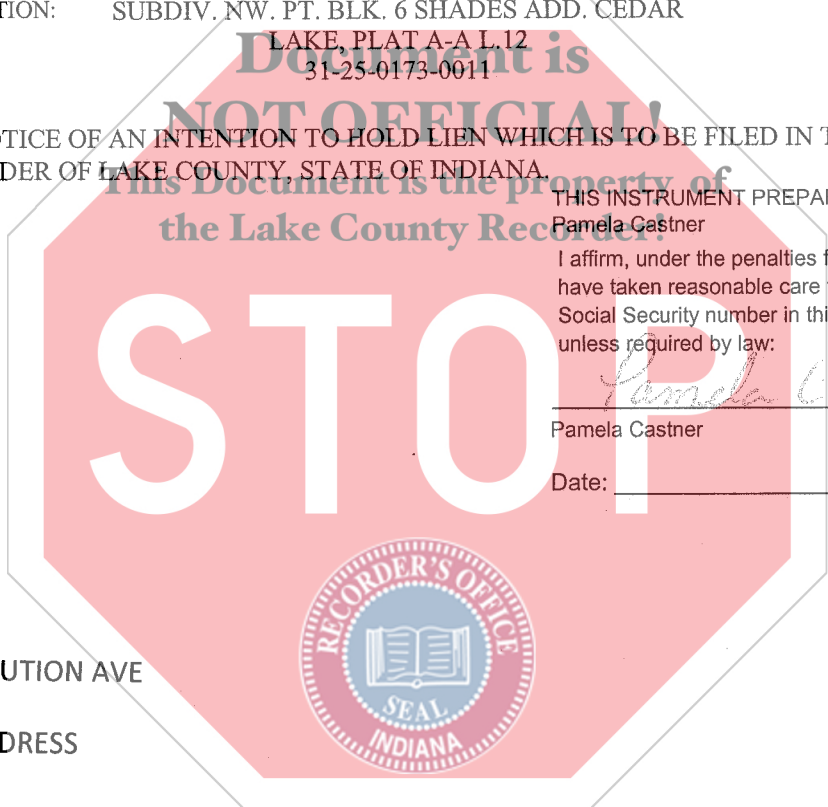 TION: SUBDIV. NW. PT. BLK. 6 SHADES ADD. CEDAR
LAKE, PLAT A-A L.12
31-25-0173-0011
Document is
NOT OFFICIAL!
This Document is the property of
the Lake County Recorder!
OTICE OF AN INTENTION TO HOLD LIEN WHICH IS TO BE FILED IN T
DER OF LAKE COUNTY, STATE OF INDIANA.
THIS INSTRUMENT PREPA
Pamela Castner
I affirm, under the penalties f
have taken reasonable care
Social Security number in thi
unless required by law:
Pamela C
Pamela Castner
Date:
STOP
RECORDER'S OFFICE
SEAL
INDIANA
UTION AVE
DRESS